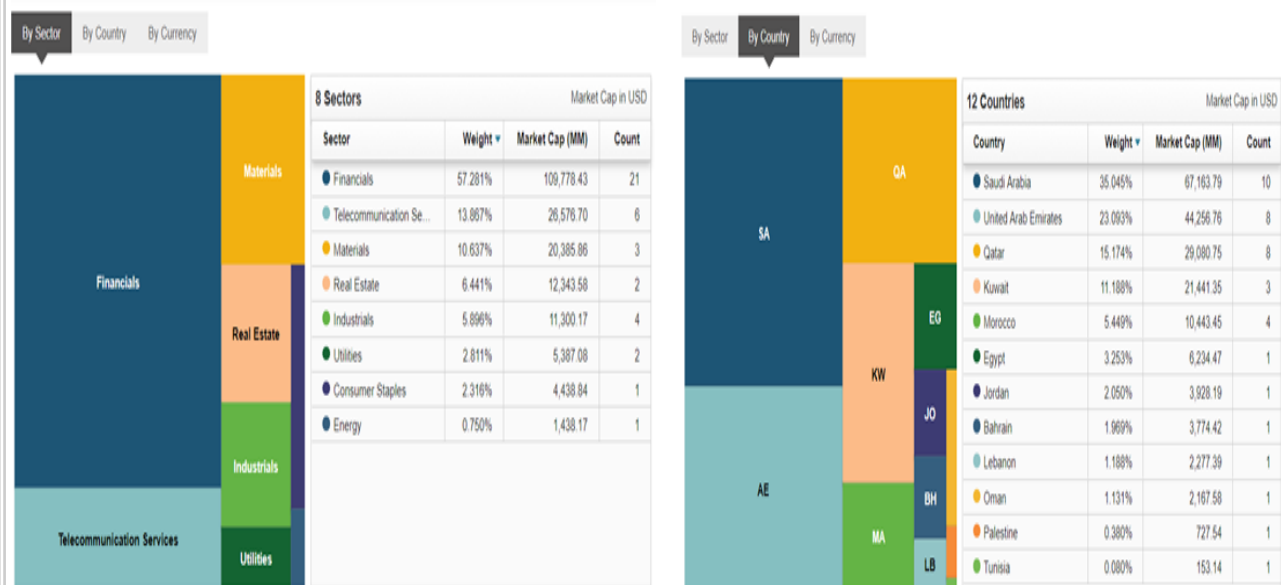 By Sector By Country By Currency
Financials
Materials
Real Estate
Industrials
Telecommunication Services
Utilities
8 Sectors Market Cap in USD
Sector Weight Market Cap (MM) Count
Financials 57.281% 109,778.43 21
Telecommunication Se... 13.867% 26,576.70 6
Materials 10.637% 20,385.86 3
Real Estate 6.441% 12,343.58 2
Industrials 5.896% 11,300.17 4
Utilities 2.811% 5,387.08 2
Consumer Staples 2.316% 4,438.84 1
Energy 0.750% 1,438.17 1
By Sector By Country By Currency
SA
QA
AE
KW
EG
JO
BH
MA
LB
12 Countries Market Cap in USD
Country Weight Market Cap (MM) Count
Saudi Arabia 35.045% 67,163.79 10
United Arab Emirates 23.093% 44,256.76 8
Qatar 15.174% 29,080.75 8
Kuwait 11.188% 21,441.35 3
Morocco 5.449% 10,443.45 4
Egypt 3.253% 6,234.47 1
Jordan 2.050% 3,928.19 1
Bahrain 1.969% 3,774.42 1
Lebanon 1.188% 2,277.39 1
Oman 1.131% 2,167.58 1
Palestine 0.380% 727.54 1
Tunisia 0.080% 153.14 1